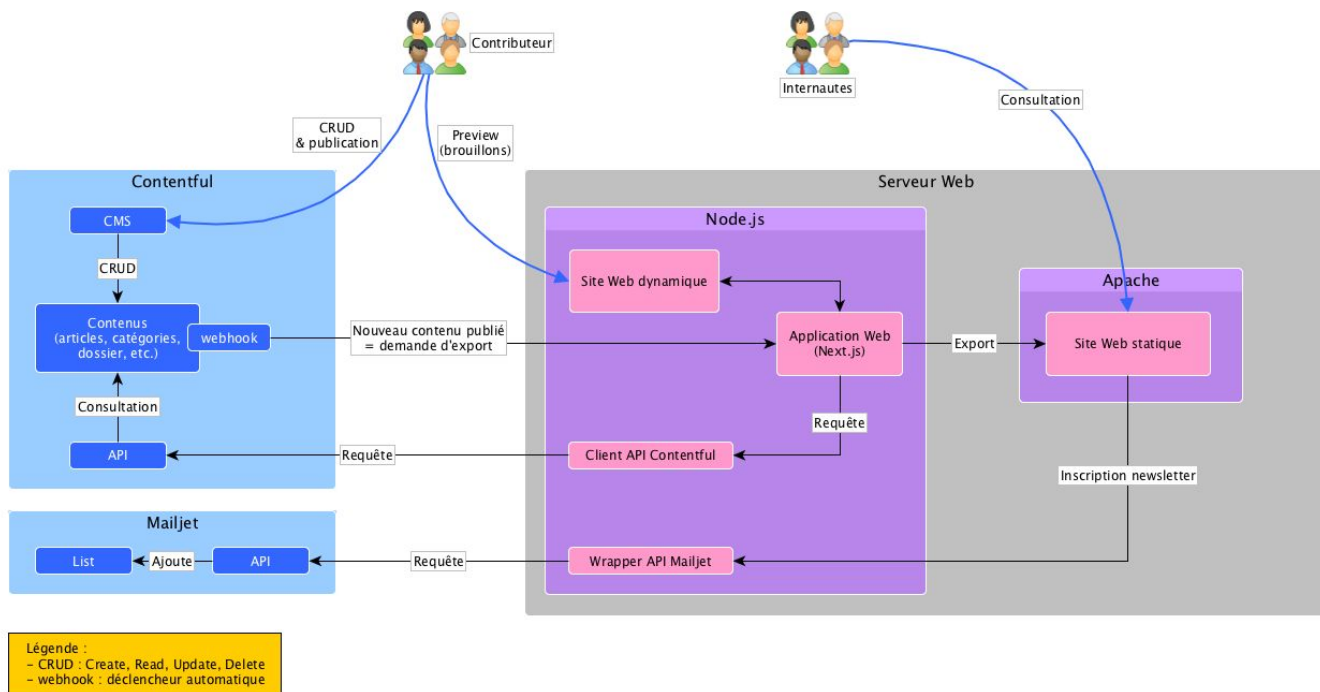 Contributeur
Internautes
Consultation
CRUD
& publication
Preview
(brouillons)
Contentful
CMS
CRUD
Contenus
(articles, catégories,
dossier, etc.)
webhook
Consultation
API
Nouveau contenu publié
= demande d'export
Requête
Serveur Web
Node.js
Site Web dynamique
Application Web
(Next.js)
Requête
Client API Contentful
Wrapper API Mailjet
Export
Apache
Site Web statique
Inscription newsletter
Mailjet
List
Ajoute
API
Requête
Légende :
- CRUD : Create, Read, Update, Delete
- webhook : déclencheur automatique